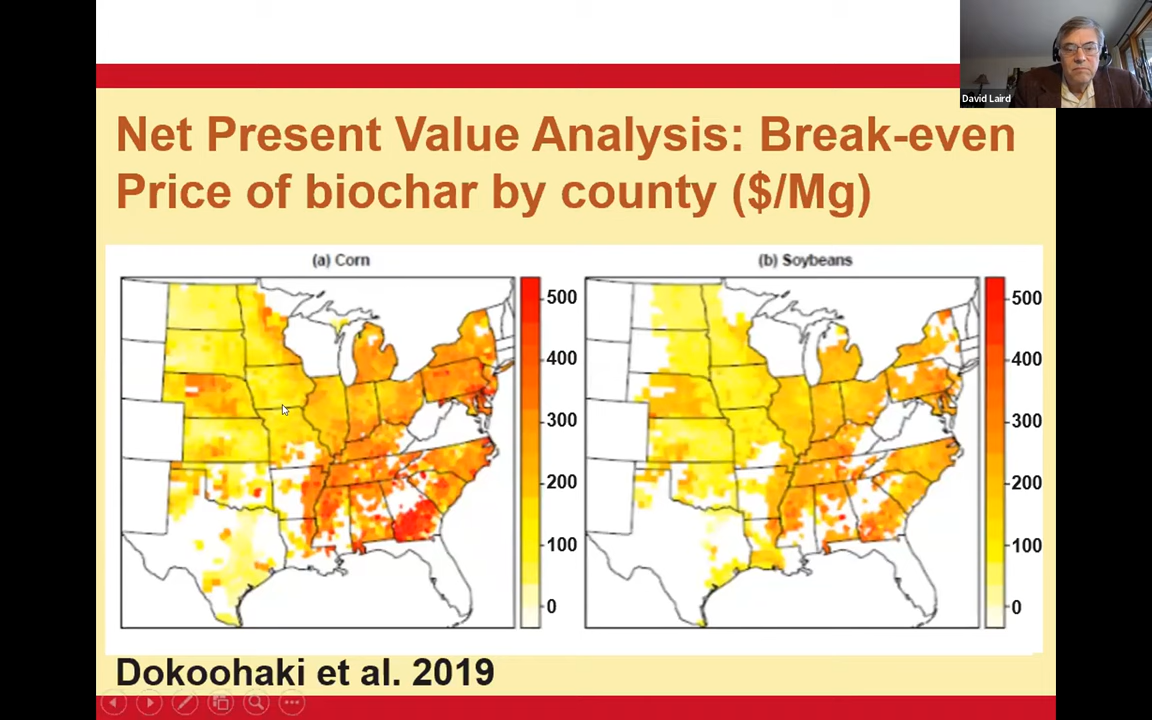 David Laird
Net Present Value Analysis: Break-even
Price of biochar by county ($/Mg)
(a) Corn
500
400
300
200
100
0
(b) Soybeans
500
400
300
200
100
0
Dokoohaki et al. 2019